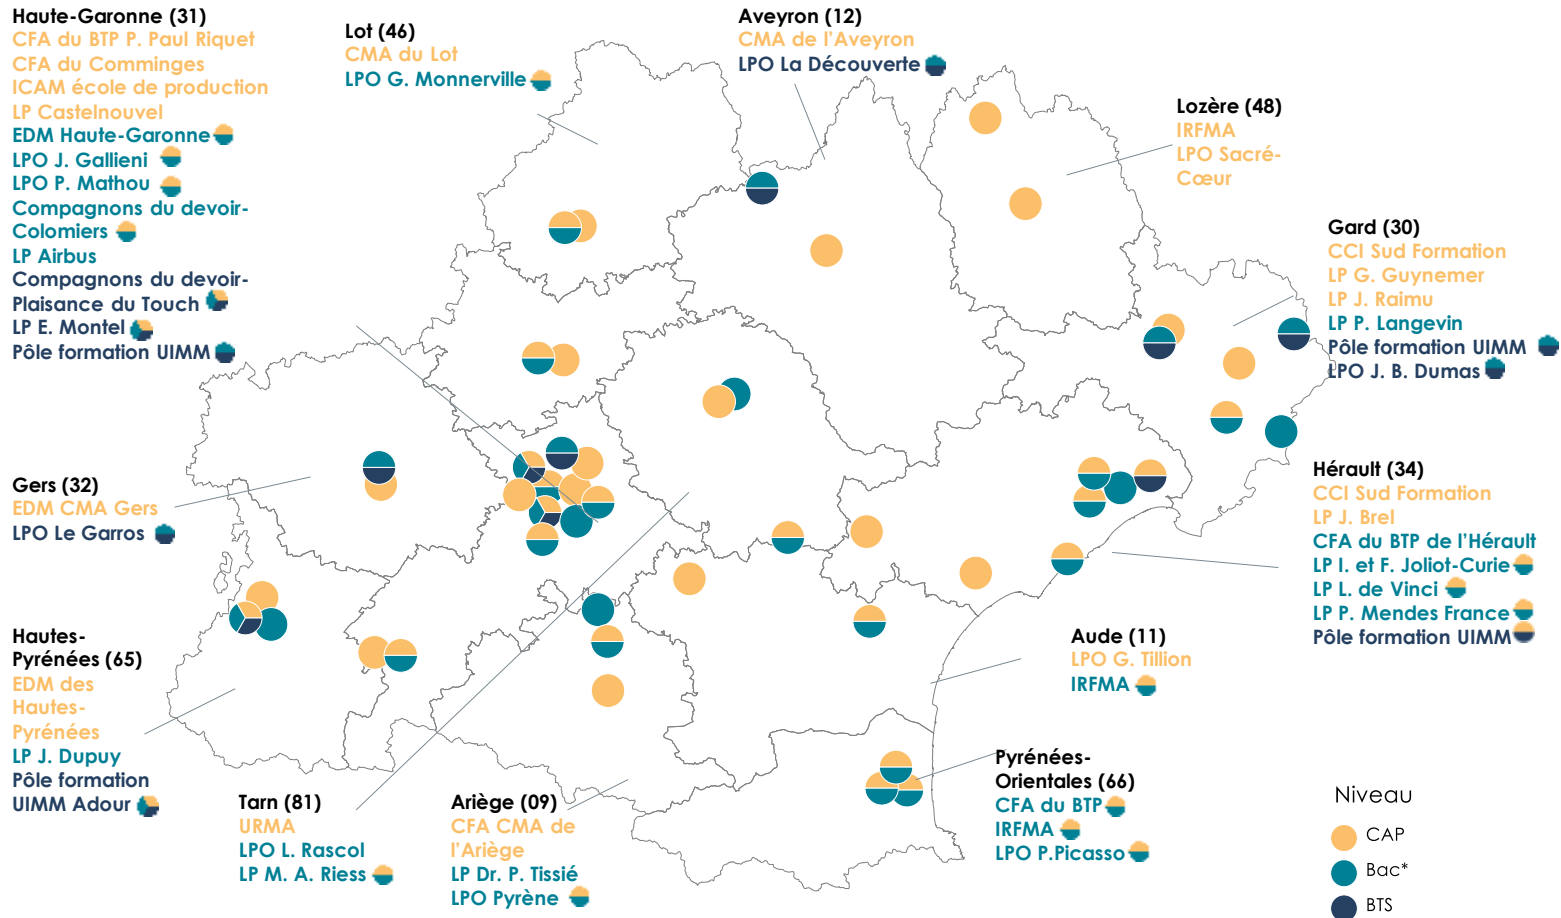 Haute-Garonne (31)
CFA du BTP P. Paul Riquet
CFA du Comminges
ICAM école de production
LP Castelnouvel
EDM Haute-Garonne
LPO J. Gallieni
LPO P. Mathou
Compagnons du devoir-
Colomiers
LP Airbus
Compagnons du devoir-
Plaisance du Touch
LP E. Montel
Pôle formation UIMM
Lot (46)
CMA du Lot
LPO G. Monnerville
Aveyron (12)
CMA de l'Aveyron
LPO La Découverte
Lozère (48)
IRFMA
LPO Sacré-
Cœur
Gard (30)
CCI Sud Formation
LP G. Guynemer
LP J. Raimu
LP P. Langevin
Pôle formation UIMM
LPO J. B. Dumas
Gers (32)
EDM CMA Gers
LPO Le Garros
Hérault (34)
CCI Sud Formation
LP J. Brel
CFA du BTP de l'Hérault
LP I. et F. Joliot-Curie
LP L. de Vinci
LP P. Mendes France
Pôle formation UIMM
Hautes-
Pyrénées (65)
EDM des
Hautes-
Pyrénées
LP J. Dupuy
Pôle formation
UIMM Adour
Aude (11)
LPO G. Tillion
IRFMA
Tarn (81)
URMA
LPO L. Rascol
LP M. A. Riess
Ariège (09)
CFA CMA de
l'Ariège
LP Dr. P. Tissié
LPO Pyrène
Pyrénées-
Orientales (66)
CFA du BTP
IRFMA
LPO P.Picasso
Niveau
CAP
Bac*
BTS